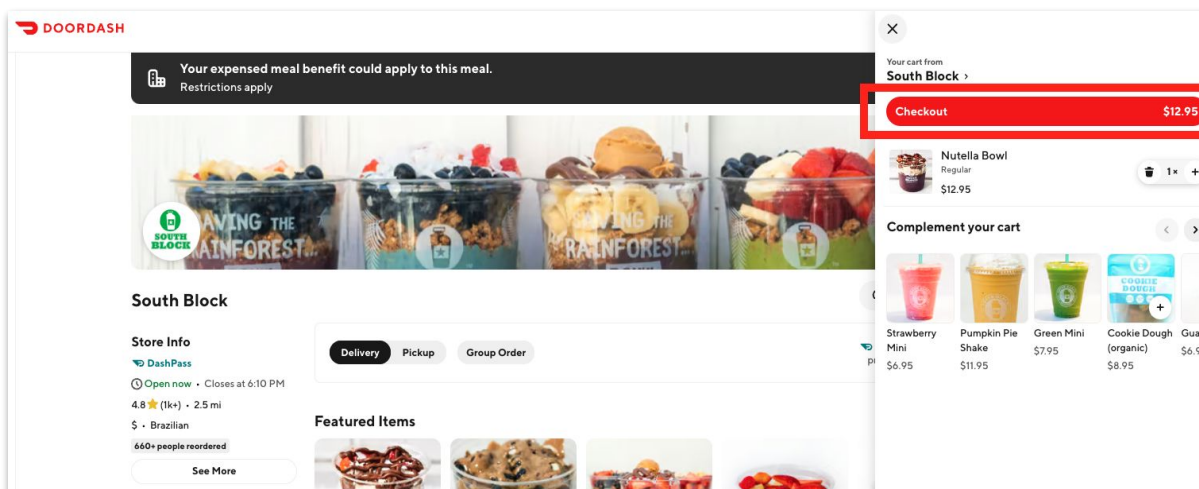 DOORDASH
Your expensed meal benefit could apply to this meal.
Restrictions apply
SAVING THE
RAINFOREST
SAVING THE
RAINFOREST
SOUTH
BLOCK
South Block
Store Info
DashPass
Open now • Closes at 6:10 PM
4.8 (1k+) • 2.5 mi
$ • Brazilian
660+ people reordered
See More
Delivery
Pickup
Group Order
Featured Items
Your cart from
South Block ›
Checkout $12.95
Nutella Bowl
Regular
$12.95
1×
Complement your cart
COOKIE
DOUGH
Strawberry
Mini
$6.95
Pumpkin Pie
Shake
$11.95
Green Mini
$7.95
Cookie Dough
(organic)
$8.95